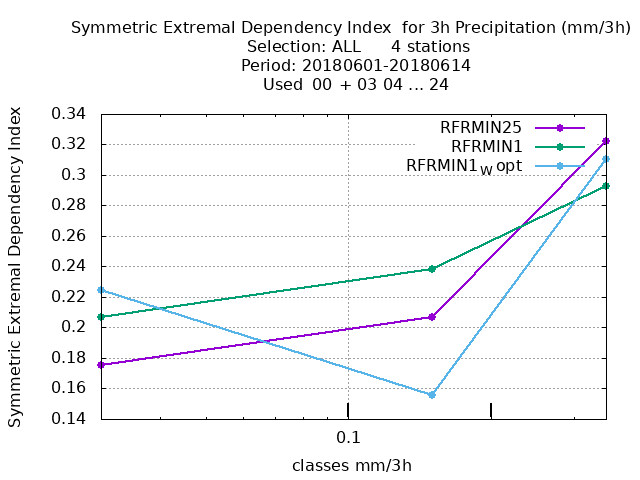 Symmetric Extremal Dependency Index  for 3h Precipitation (mm/3h)
Selection: ALL      4 stations
Period: 20180601-20180614
Used  00  + 03 04 ... 24
Symmetric Extremal Dependency Index
0.34
0.32
0.3
0.28
0.26
0.24
0.22
0.2
0.18
0.16
0.14
RFRMIN25
RFRMIN1
RFRMIN1W opt
0.1
classes mm/3h